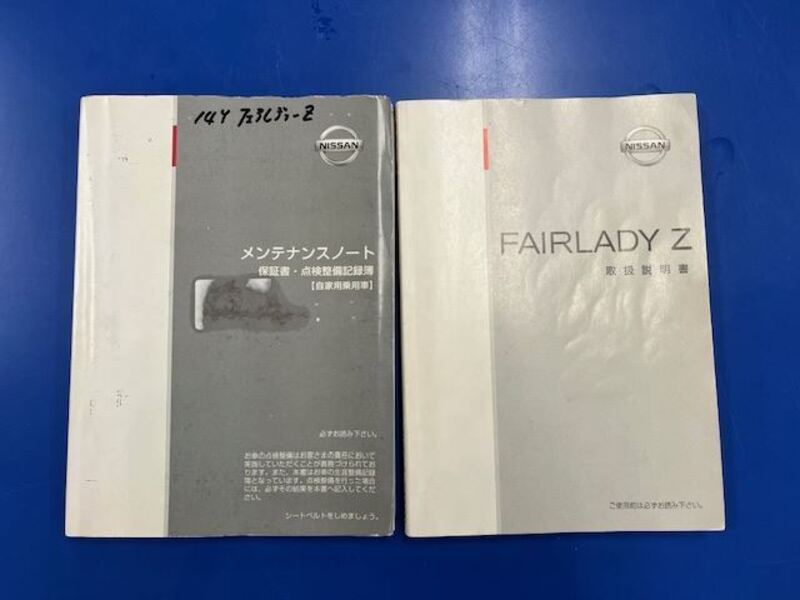 14Y フェアレディーZ
NISSAN
メンテナンスノート
保証書・点検整備記録簿
【自家用乗用車】
必ずお読み下さい。
お車の点検整備はお客さまの責任において
実施していただくことが義務づけられてお
ります。また、本書はお車の生涯整備記録
簿となっています。点検整備を行った場合
には、必ずその結果を本書へ記入してくだ
さい。
シートベルトをしめましょう。
NISSAN
FAIRLADY Z
取扱説明書
ご使用前は必ずお読み下さい。